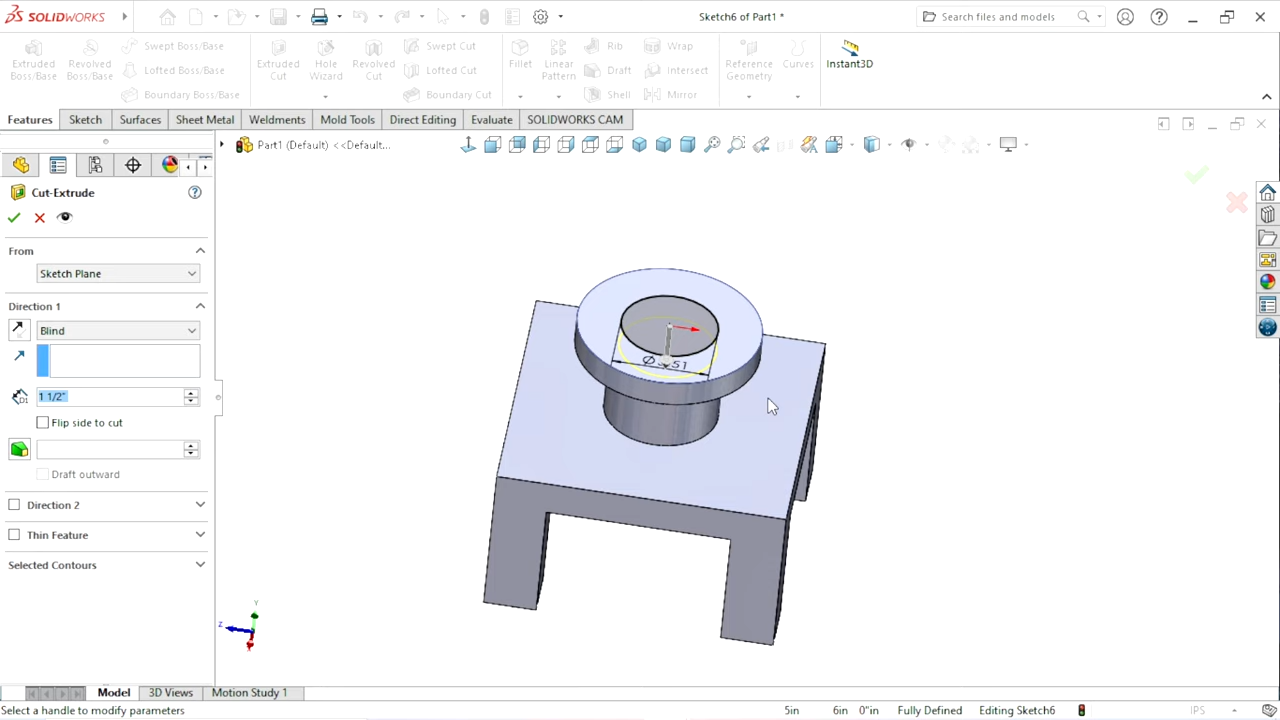 SOLIDWORKS
Sketch6 of Part1 *
Search files and models
Extruded Boss/Base
Revolved Boss/Base
Swept Boss/Base
Lofted Boss/Base
Boundary Boss/Base
Extruded Cut
Hole Wizard
Revolved Cut
Swept Cut
Lofted Cut
Boundary Cut
Fillet
Linear Pattern
Rib
Draft
Shell
Wrap
Intersect
Mirror
Reference Geometry
Curves
Instant3D
Features
Sketch
Surfaces
Sheet Metal
Weldments
Mold Tools
Direct Editing
Evaluate
SOLIDWORKS CAM
Part1 (Default) <<Default...
Cut-Extrude
From
Sketch Plane
Direction 1
Blind
1 1/2"
Flip side to cut
Draft outward
Direction 2
Thin Feature
Selected Contours
Y
Z
X
Model
3D Views
Motion Study 1
Select a handle to modify parameters
5in
6in
0"in
Fully Defined
Editing Sketch6
IPS